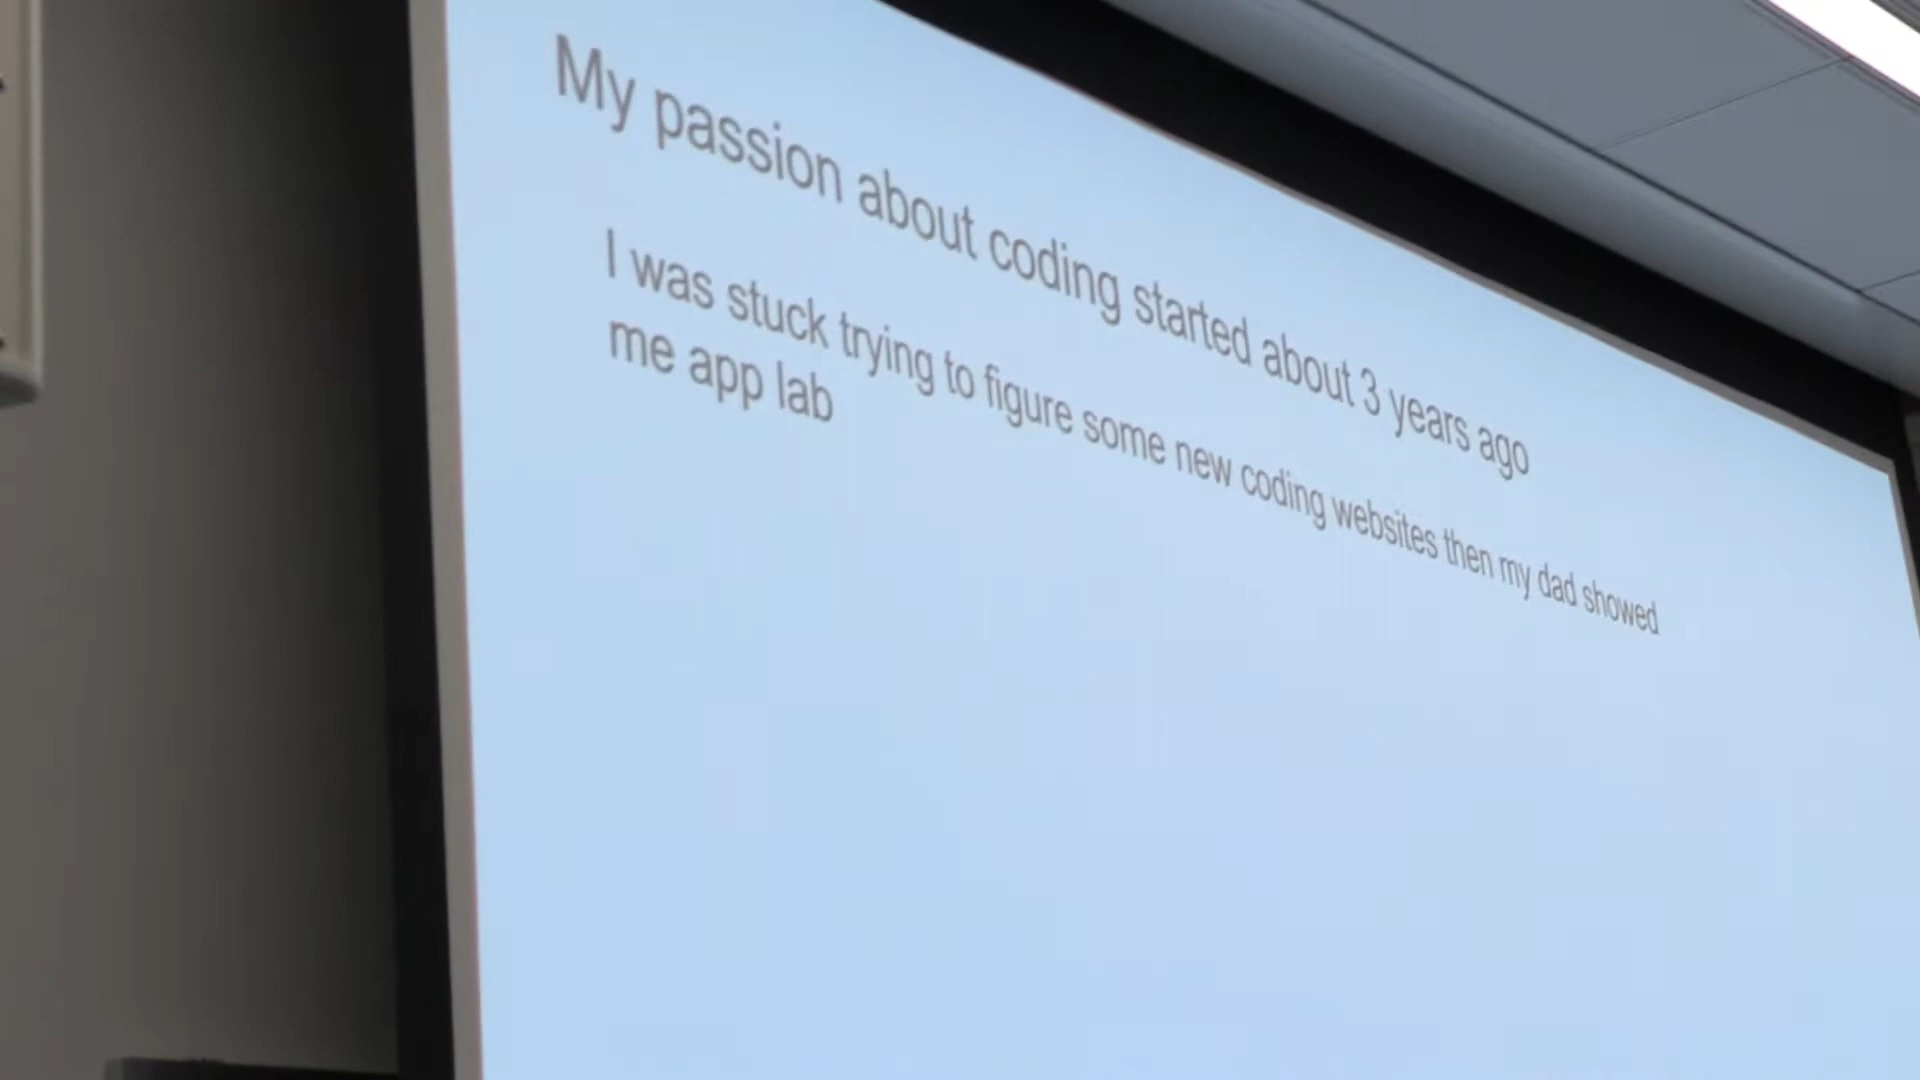 My passion about coding started about 3 years ago
I was stuck trying to figure some new coding websites then my dad showed
me app lab